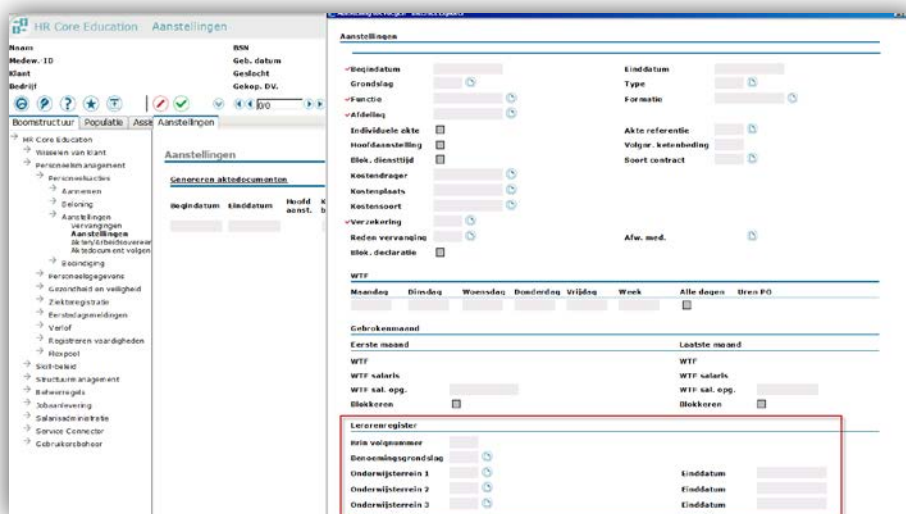 HR Core Education Aanstellingen
Naam BSN
Medew.-ID Geb. datum
Klant Geslacht
Bedrijf Gekop. DV.
0/0
Boomstructuur Populatie Aanstellingen
HR Core Education
Wisselen van klant
Personeelsmanagement
Personeelsacties
Aannemen
Beloning
Aanstellingen
vervangingen
Aanstellingen
Aktedocument volgen
Beëindiging
Personeelsgegevens
Gezondheid en veiligheid
Ziekteregistratie
Eerstedagsmeldingen
Verlof
Registreren vaardigheden
Flexpool
Skill-beleid
Structuurmanagement
Beheerregels
Jobaanlevering
Salarisadministratie
Service Connector
Gebruikersbeheer
Aanstellingen
Genereren aktedocumenten
Begindatum Einddatum Hoofd
aanst.
Aanstellingen
Begindatum Einddatum
Grondslag Type
Functie Formatie
Afdeling
Individuele akte Akte referentie
Hoofdaanstelling Volgnr. ketenbeding
Blok. diensttijd Soort contract
Kostendrager
Kostenplaats
Kostensoort
Verzekering
Reden vervanging Afw. med.
Blok. declaratie
WTF
Maandag Dinsdag Woensdag Donderdag Vrijdag Week Alle dagen Uren PO
Gebrokenmaand
Eerste maand Laatste maand
WTF WTF
WTF salaris WTF salaris
WTF sal. opg. WTF sal. opg.
Blokkeren Blokkeren
Lerarenregister
Brin volgnummer
Benoemingsgrondslag
Onderwijsterrein 1 Einddatum
Onderwijsterrein 2 Einddatum
Onderwijsterrein 3 Einddatum